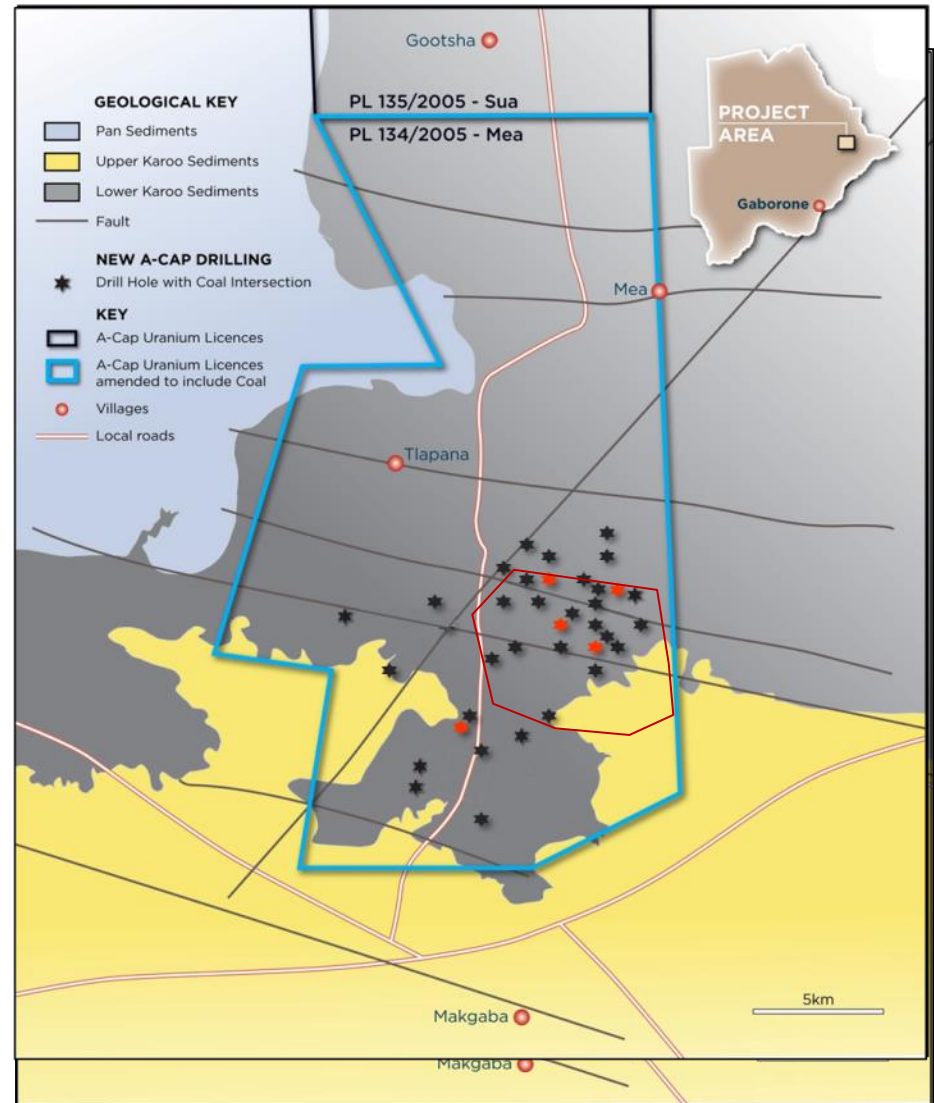 Gootsha
PL 135/2005 - Sua
PL 134/2005 - Mea
GEOLOGICAL KEY
Pan Sediments
Upper Karoo Sediments
Lower Karoo Sediments
Fault
NEW A-CAP DRILLING
Drill Hole with Coal Intersection
KEY
A-Cap Uranium Licences
A-Cap Uranium Licences
amended to include Coal
Villages
Local roads
PROJECT
AREA
Gaborone
Mea
Tlapana
5km
Makgaba
Makgaba